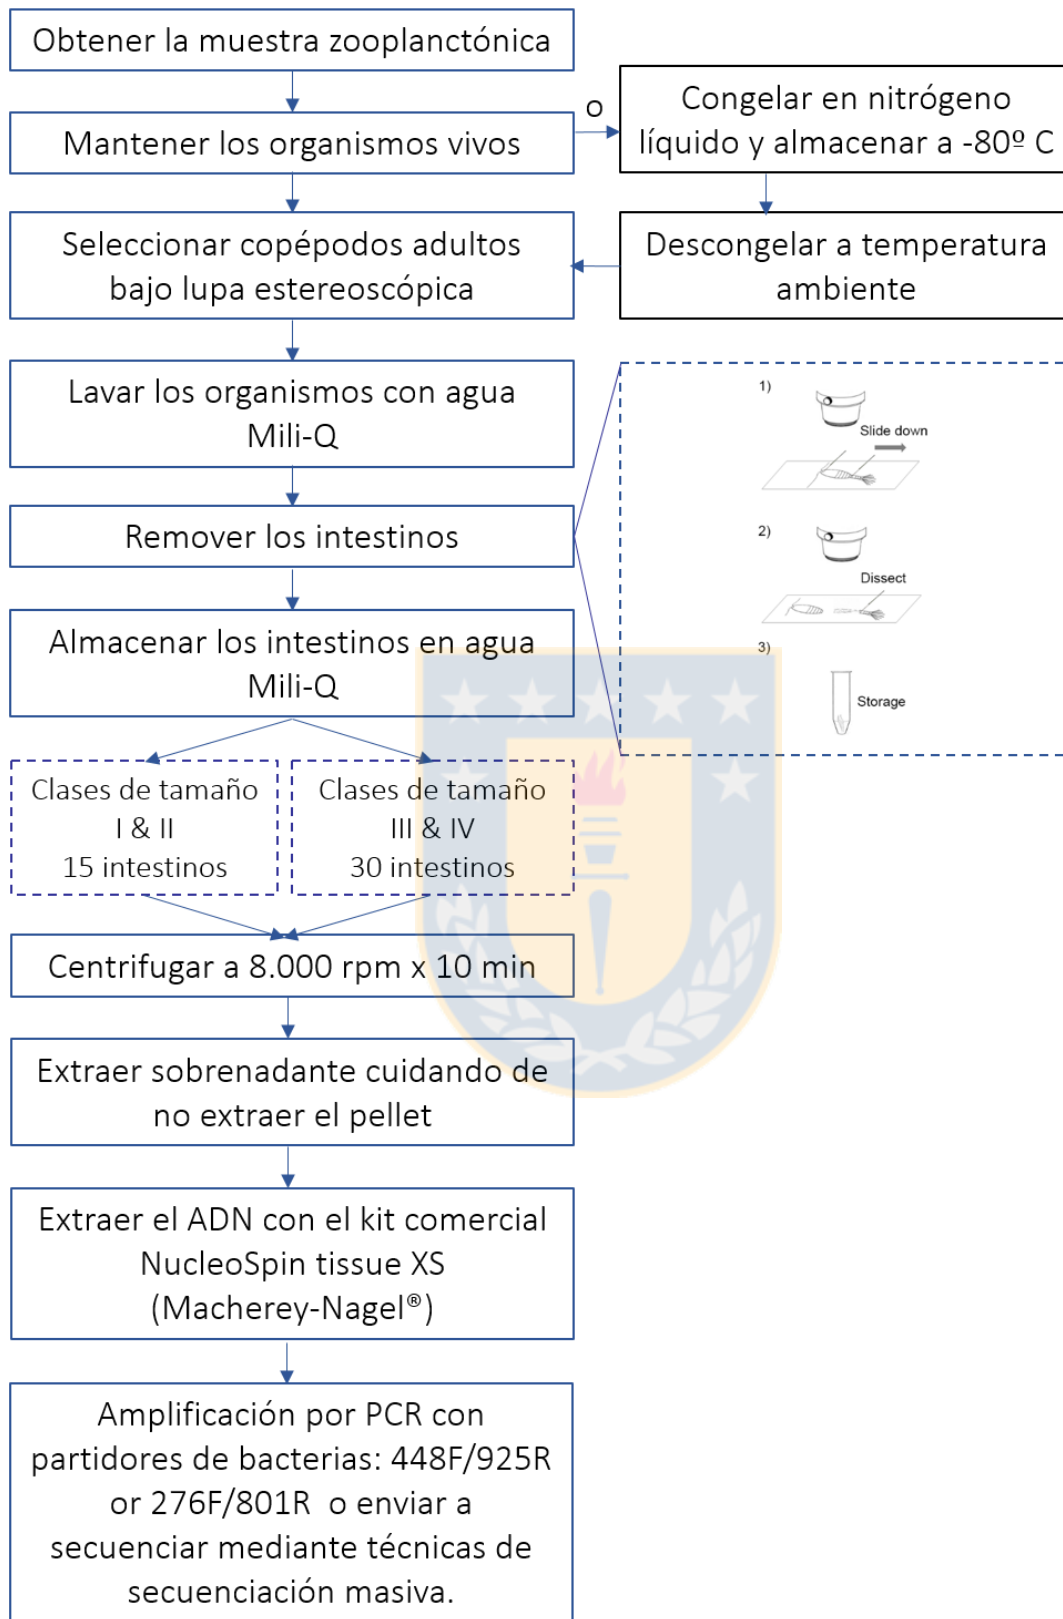 Obtener la muestra zooplanctónica
Mantener los organismos vivos
o
Congelar en nitrógeno
líquido y almacenar a -80º C
Descongelar a temperatura
ambiente
Seleccionar copépodos adultos
bajo lupa estereoscópica
Lavar los organismos con agua
Mili-Q
Remover los intestinos
1)
Slide down
2)
Dissect
3)
Storage
Almacenar los intestinos en agua
Mili-Q
Clases de tamaño
I & II
15 intestinos
Clases de tamaño
III & IV
30 intestinos
Centrifugar a 8.000 rpm x 10 min
Extraer sobrenadante cuidando de
no extraer el pellet
Extraer el ADN con el kit comercial
NucleoSpin tissue XS
(Macherey-Nagel®)
Amplificación por PCR con
partidores de bacterias: 448F/925R
or 276F/801R o enviar a
secuenciar mediante técnicas de
secuenciación masiva.